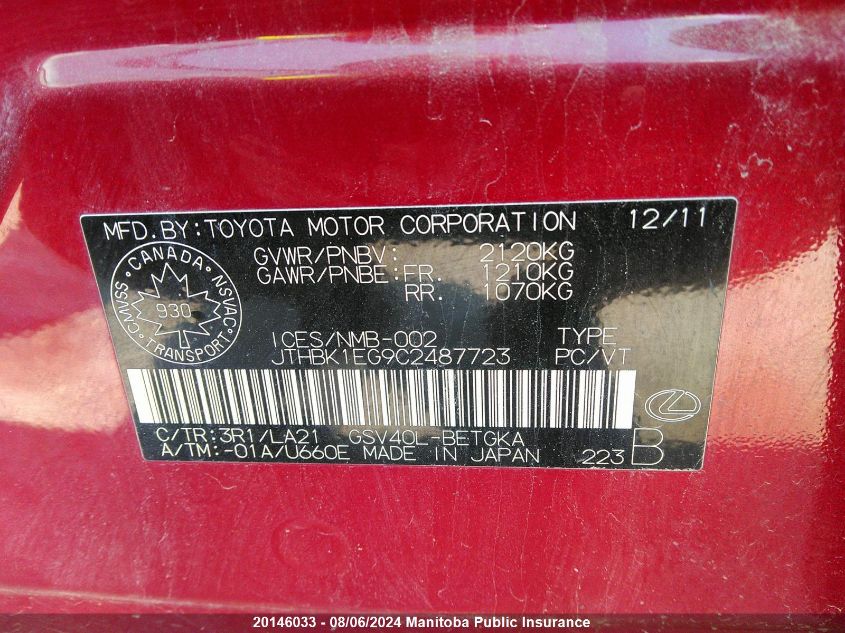 MFD.BY:TOYOTA MOTOR CORPORATION 12/11
GVWR/PNBV: 2120KG
GAWR/PNBE:FR. 1210KG
RR. 1070KG
CANADA
CMVSS 930 NSVAC
TRANSPORT
ICES/NMB-002 TYPE
JTHBK1EG9C2487723 PC/VT
C/TR:3R1/LA21 GSV40L-BETGKA
A/TM:-01A/U660E MADE IN JAPAN 223 B
20146033 - 08/06/2024 Manitoba Public Insurance